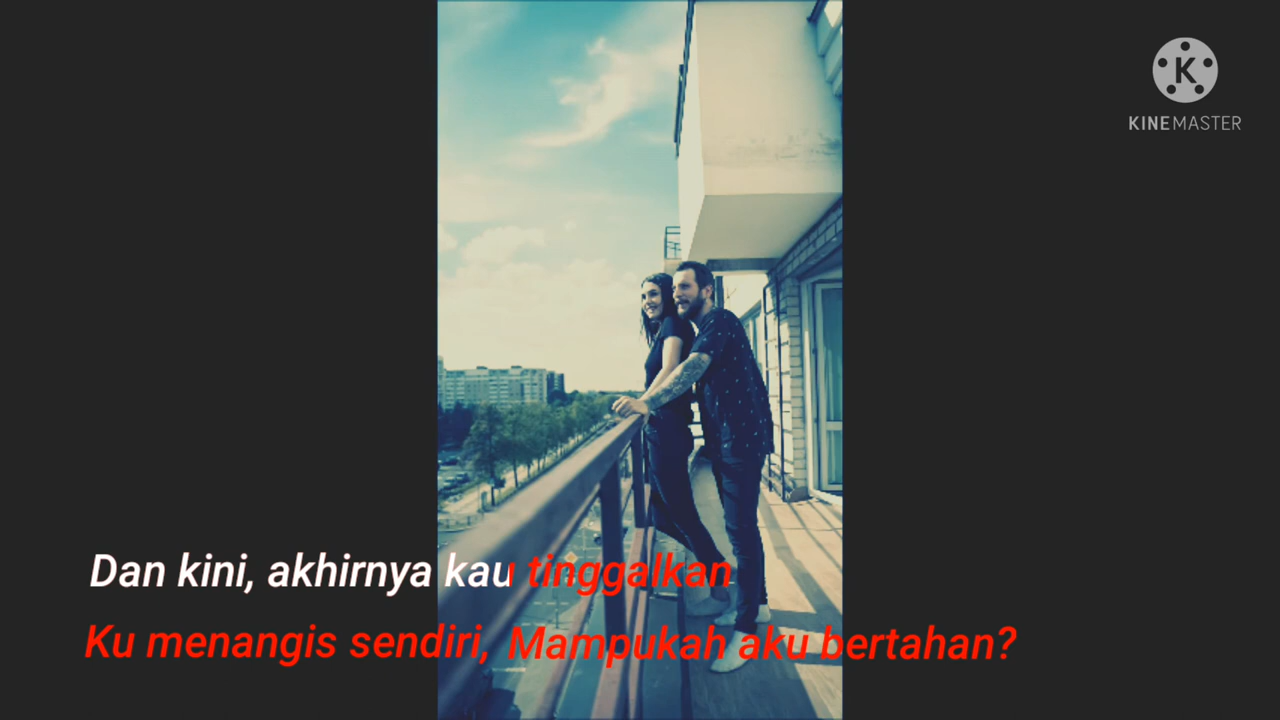 KINEMASTER
Dan kini, akhirnya kau tinggalkan
Ku menangis sendiri, Mampukah aku bertahan?